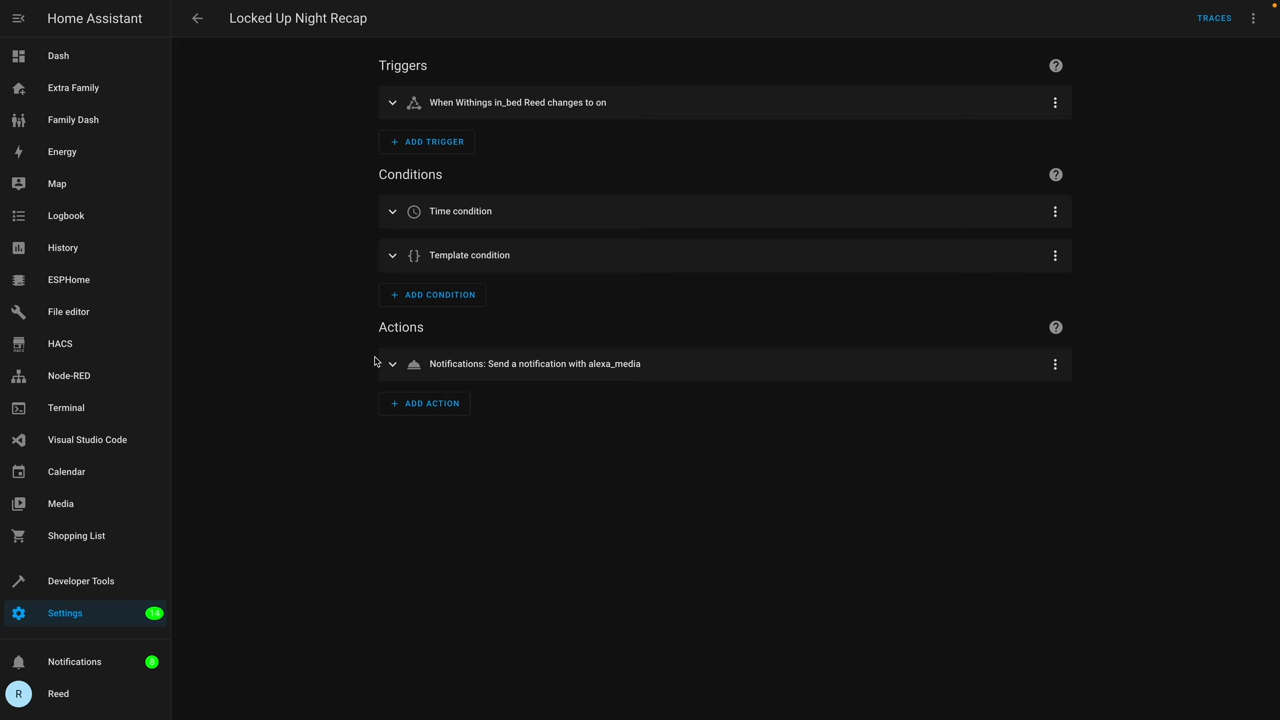 Home Assistant
Locked Up Night Recap
TRACES
Dash
Extra Family
Family Dash
Energy
Map
Logbook
History
ESPHome
File editor
HACS
Node-RED
Terminal
Visual Studio Code
Calendar
Media
Shopping List
Developer Tools
Settings 14
Notifications 8
R Reed
Triggers
When Withings in_bed Reed changes to on
+ ADD TRIGGER
Conditions
Time condition
{} Template condition
+ ADD CONDITION
Actions
Notifications: Send a notification with alexa_media
+ ADD ACTION